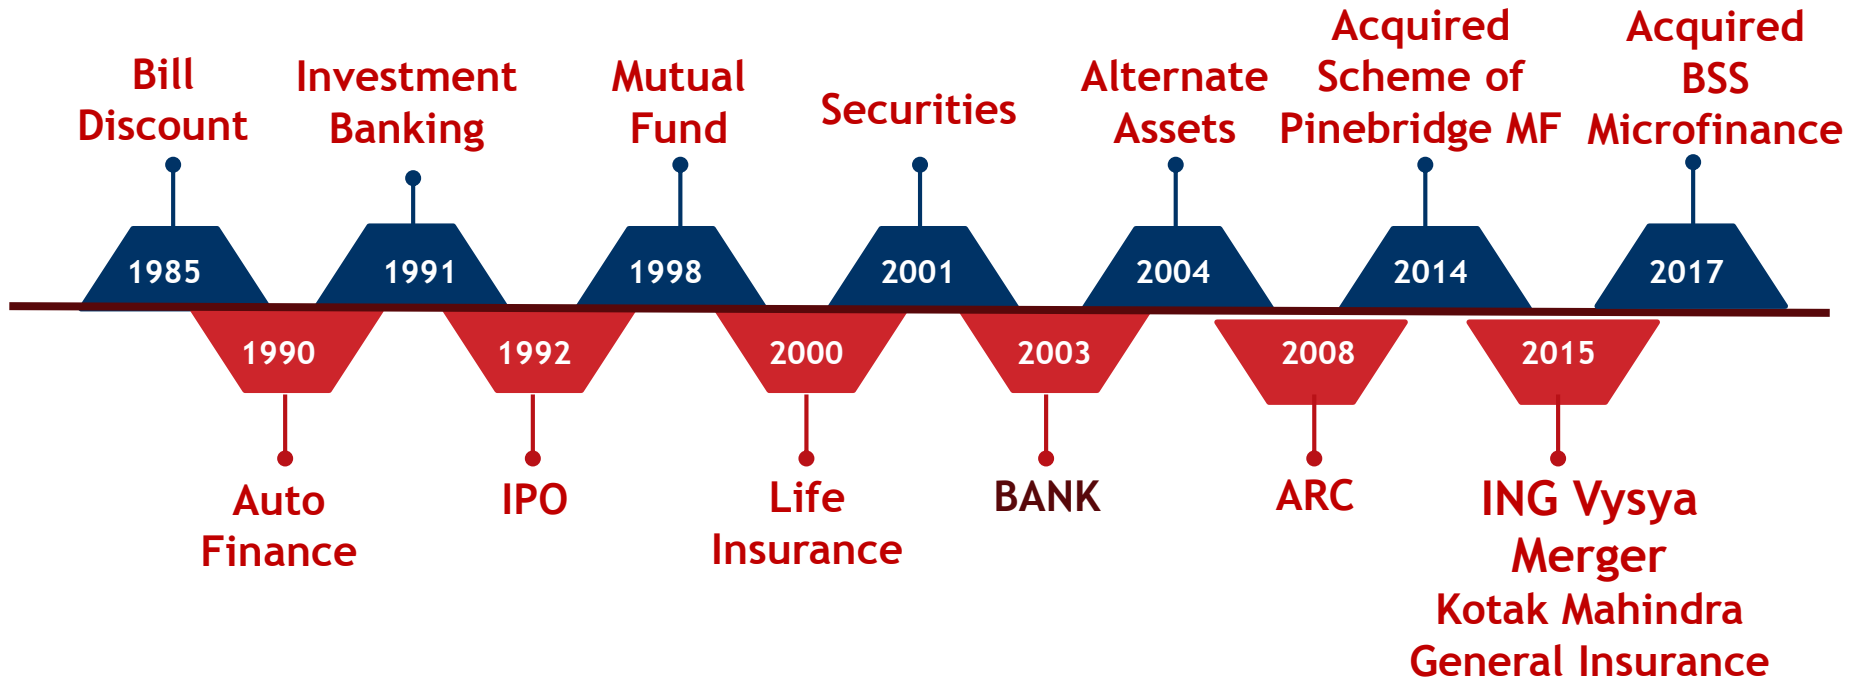 Bill
Discount
Investment
Banking
Mutual
Fund
Securities
Alternate
Assets
Acquired
Scheme of
Pinebridge MF
Acquired
BSS
Microfinance
1985
1991
1998
2001
2004
2014
2017
1990
1992
2000
2003
2008
2015
Auto
Finance
IPO
Life
Insurance
BANK
ARC
ING Vysya
Merger
Kotak Mahindra
General Insurance